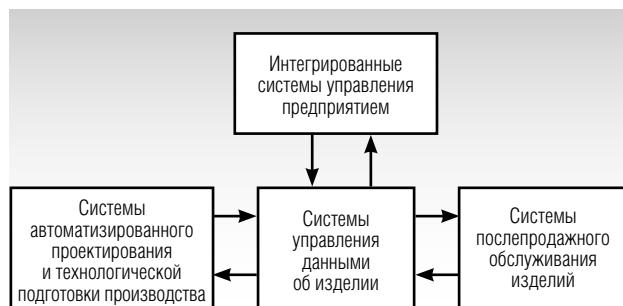 Интегрированные
системы управления
предприятием
Системы
автоматизированного
проектирования
и технологической
подготовки производства
Системы
управления
данными
об изделии
Системы
послепродажного
обслуживания
изделий